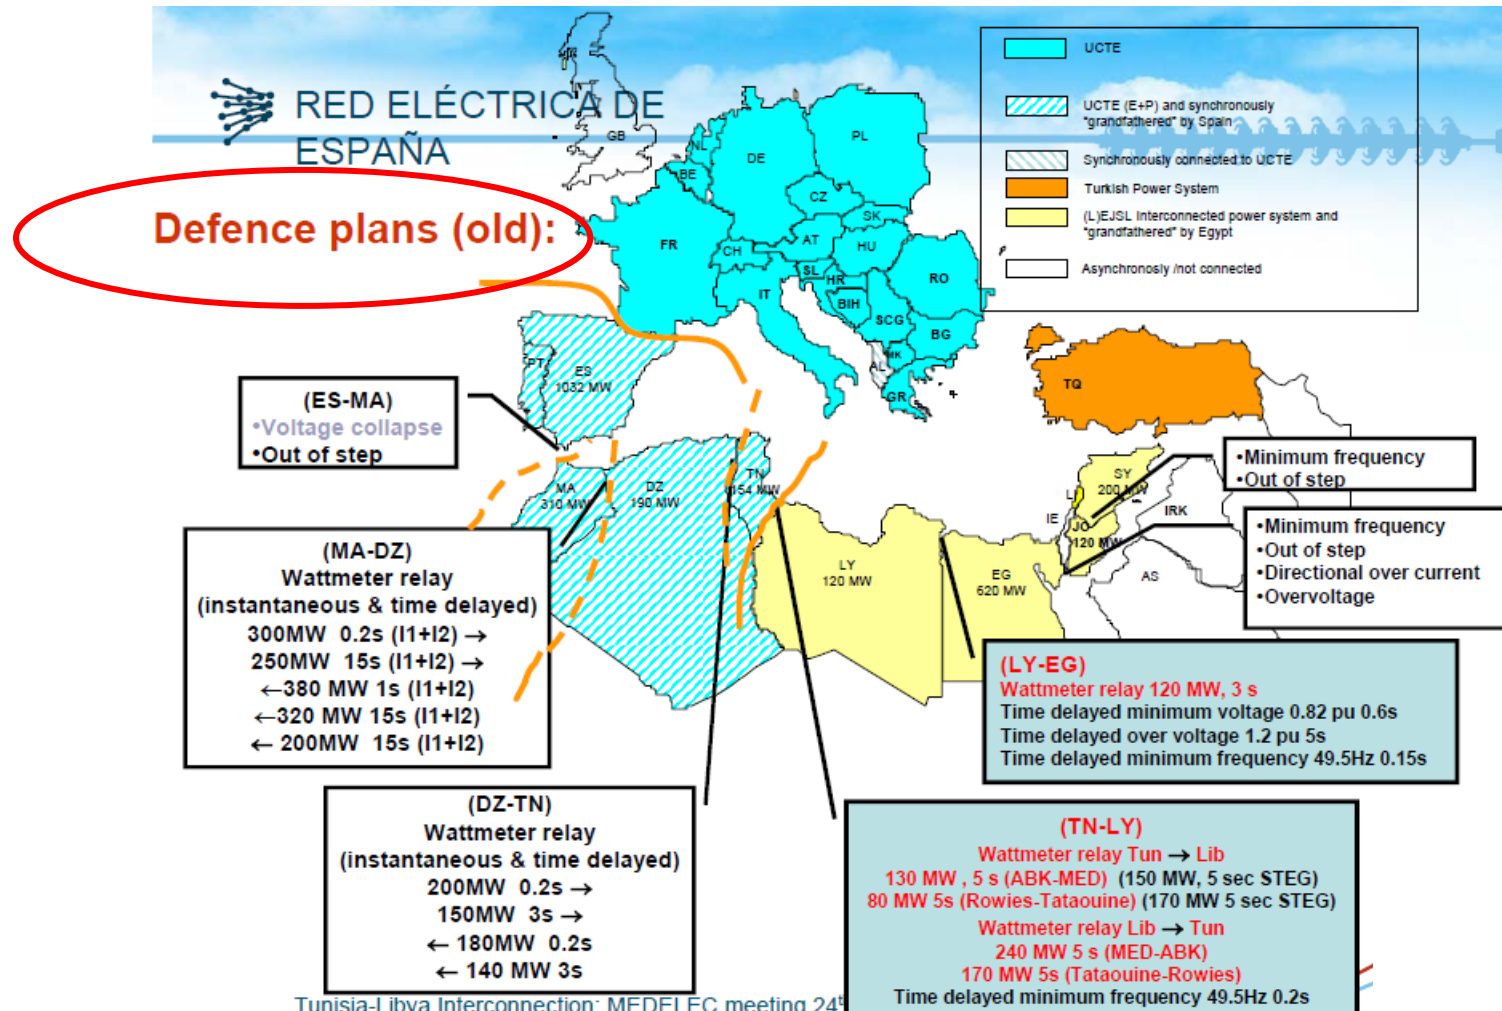 RED ELÉCTRICA DE
ESPAÑA
Defence plans (old):
UCTE
UCTE (E+P) and synchronously
"grandfathered" by Spain
Synchronously connected to UCTE
Turkish Power System
(L)EJSL Interconnected power system and
"grandfathered" by Egypt
Asynchronosly /not connected
GB
NL
BE
DE
PL
CZ
SK
FR
CH
AT
HU
SL
HR
RO
IT
BIH
SCG
BG
MK
AL
GR
PT
ES
1032 MW
TQ
MA
310 MW
DZ
190 MW
TN
154 MW
LY
120 MW
EG
620 MW
SY
200 MW
LI
IE
JO
120 MW
IRK
AS
(ES-MA)
•Voltage collapse
•Out of step
•Minimum frequency
•Out of step
•Minimum frequency
•Out of step
•Directional over current
•Overvoltage
(MA-DZ)
Wattmeter relay
(instantaneous & time delayed)
300MW 0.2s (I1+I2) →
250MW 15s (I1+I2) →
←380 MW 1s (I1+I2)
←320 MW 15s (I1+I2)
← 200MW 15s (I1+I2)
(LY-EG)
Wattmeter relay 120 MW, 3 s
Time delayed minimum voltage 0.82 pu 0.6s
Time delayed over voltage 1.2 pu 5s
Time delayed minimum frequency 49.5Hz 0.15s
(DZ-TN)
Wattmeter relay
(instantaneous & time delayed)
200MW 0.2s →
150MW 3s →
← 180MW 0.2s
← 140 MW 3s
(TN-LY)
Wattmeter relay Tun → Lib
130 MW , 5 s (ABK-MED) (150 MW, 5 sec STEG)
80 MW 5s (Rowies-Tataouine) (170 MW 5 sec STEG)
Wattmeter relay Lib → Tun
240 MW 5 s (MED-ABK)
170 MW 5s (Tataouine-Rowies)
Time delayed minimum frequency 49.5Hz 0.2s
Tunisia-Libya Interconnection: MEDELEC meeting 24t